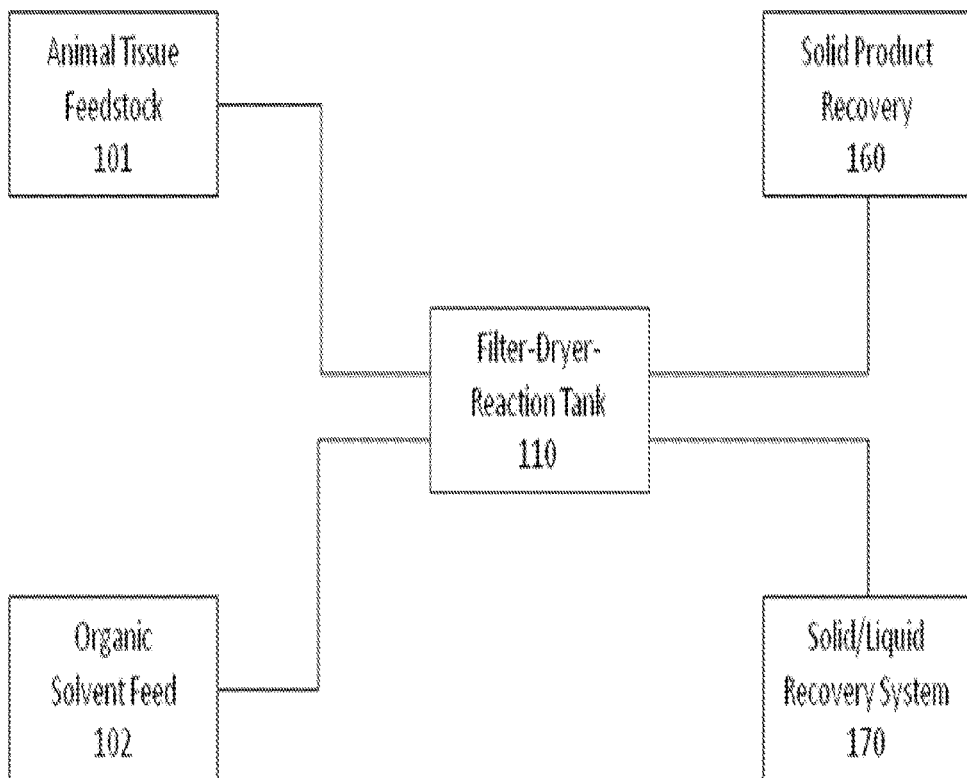 Animal Tissue
Feedstock
101
Solid Product
Recovery
160
Filter-Dryer-
Reaction Tank
110
Organic
Solvent Feed
102
Solid/Liquid
Recovery System
170